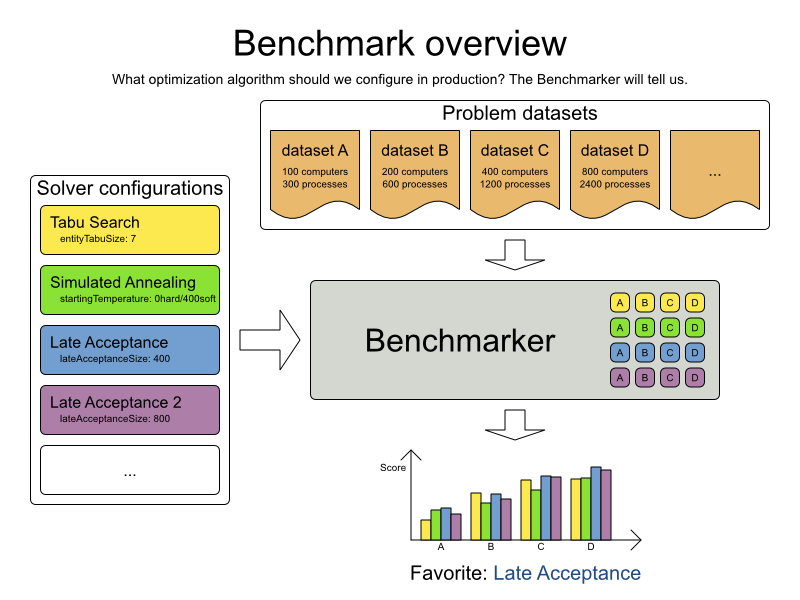 Benchmark overview
What optimization algorithm should we configure in production? The Benchmarker will tell us.
Problem datasets
dataset A
100 computers
300 processes
dataset B
200 computers
600 processes
dataset C
400 computers
1200 processes
dataset D
800 computers
2400 processes
...
Solver configurations
Tabu Search
entityTabuSize: 7
Simulated Annealing
startingTemperature: 0hard/400soft
Late Acceptance
lateAcceptanceSize: 400
Late Acceptance 2
lateAcceptanceSize: 800
...
Benchmarker
A B C D
A B C D
A B C D
A B C D
Score
A B C D
Favorite: Late Acceptance